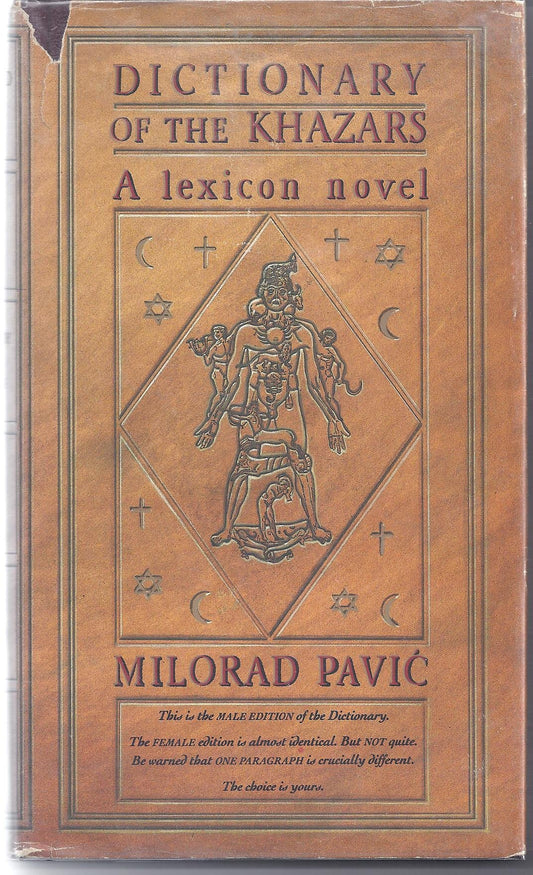 DICTIONARY
OF THE KHAZARS
A lexicon novel
MILORAD PAVIĆ
This is the MALE EDITION of the Dictionary.
The FEMALE edition is almost identical. But NOT quite.
Be warned that ONE PARAGRAPH is crucially different.
The choice is yours.